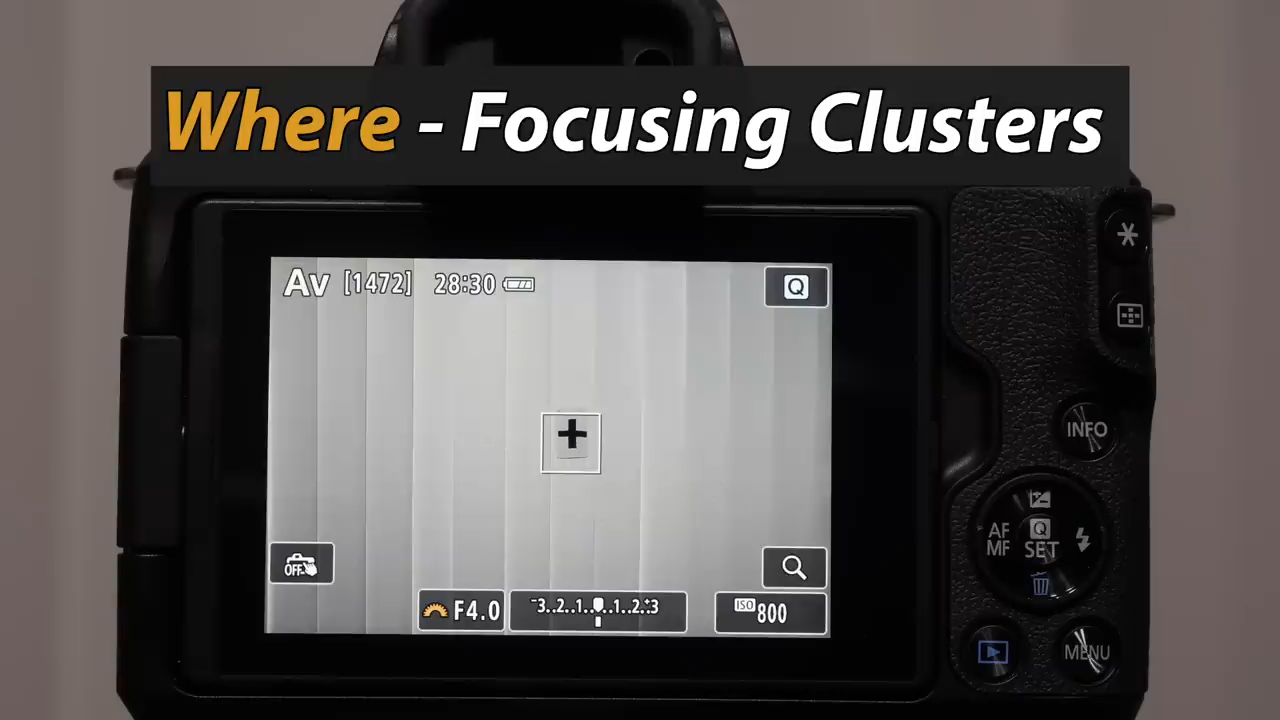 Where - Focusing Clusters
Av [1472] 28:30 Q
INFO
AF
MF
Q
SET
OFF
F4.0 -3..2..1..0..1..2..+3 ISO 800
MENU